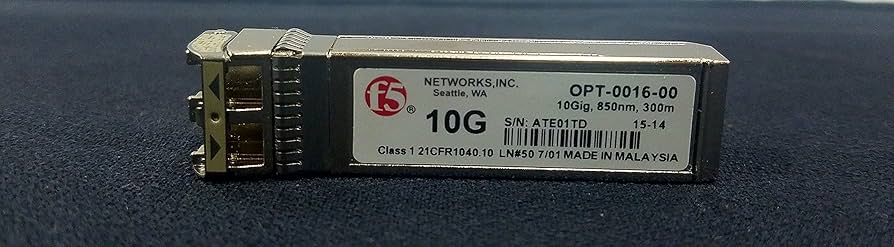 f5®
NETWORKS,INC.
Seattle, WA
OPT-0016-00
10Gig, 850nm, 300m
10G
S/N: ATE01TD 15-14
Class 1 21CFR1040.10 LN#50 7/01 MADE IN MALAYSIA